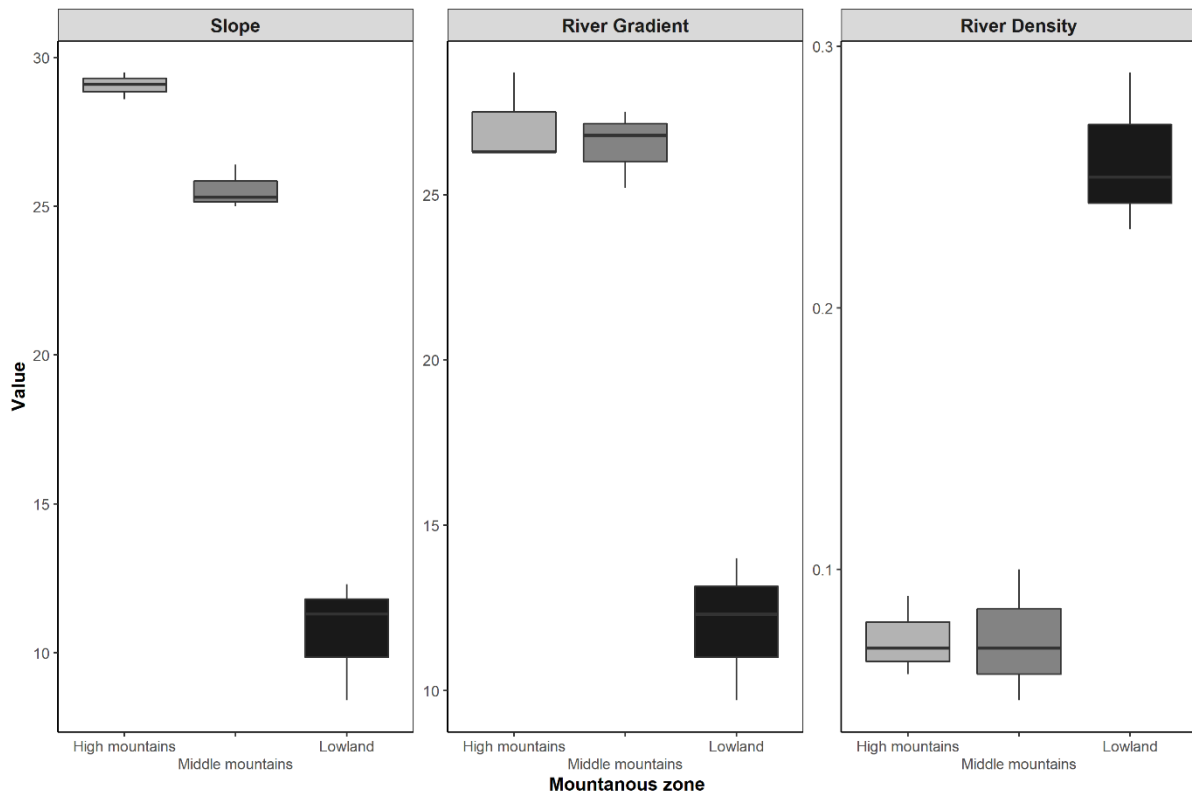 Slope
River Gradient
River Density
Value
30
25
20
15
10
25
20
15
10
0.3
0.2
0.1
High mountains
Middle mountains
Lowland
High mountains
Middle mountains
Lowland
High mountains
Middle mountains
Lowland
Mountanous zone